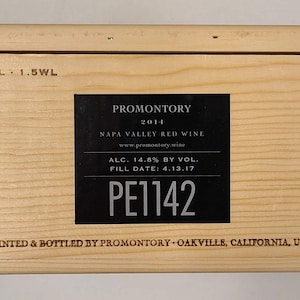 L · 1.5WL
PROMONTORY
2014
NAPA VALLEY RED WINE
www.promontory.wine
ALC. 14.8% BY VOL.
FILL DATE: 4.13.17
PE1142
INTED & BOTTLED BY PROMONTORY · OAKVILLE, CALIFORNIA, U